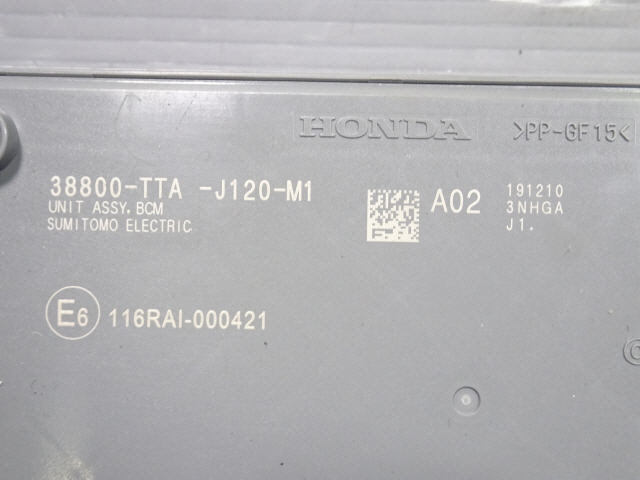 HONDA
>PP-GF15<
38800-TTA -J120-M1
UNIT ASSY.BCM
SUMITOMO ELECTRIC
A02
191210
3NHGA
J1.
E6 116RAI-000421